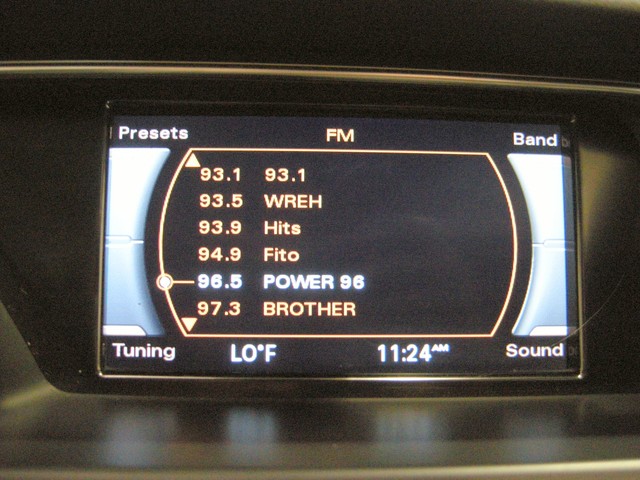 Presets FM Band
93.1 93.1
93.5 WREH
93.9 Hits
94.9 Fito
96.5 POWER 96
97.3 BROTHER
Tuning LO°F 11:24AM Sound